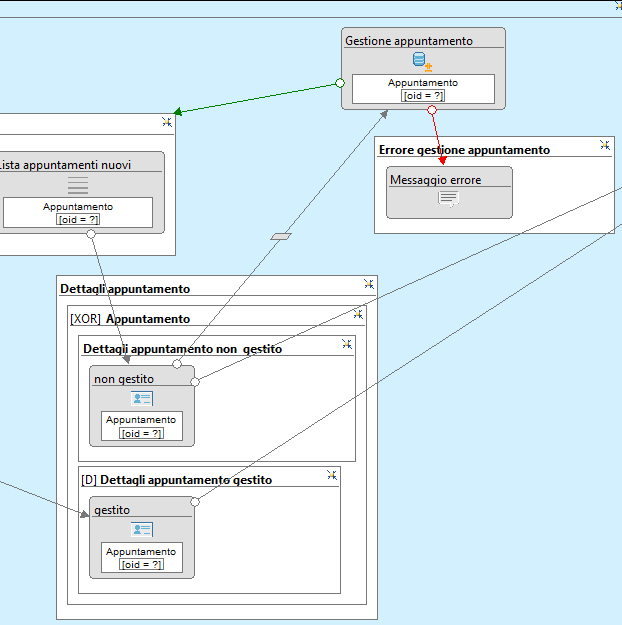 Gestione appuntamento
Appuntamento
[oid = ?]
Errore gestione appuntamento
Messaggio errore
Lista appuntamenti nuovi
Appuntamento
[oid = ?]
Dettagli appuntamento
[XOR] Appuntamento
Dettagli appuntamento non gestito
non gestito
Appuntamento
[oid = ?]
[D] Dettagli appuntamento gestito
gestito
Appuntamento
[oid = ?]